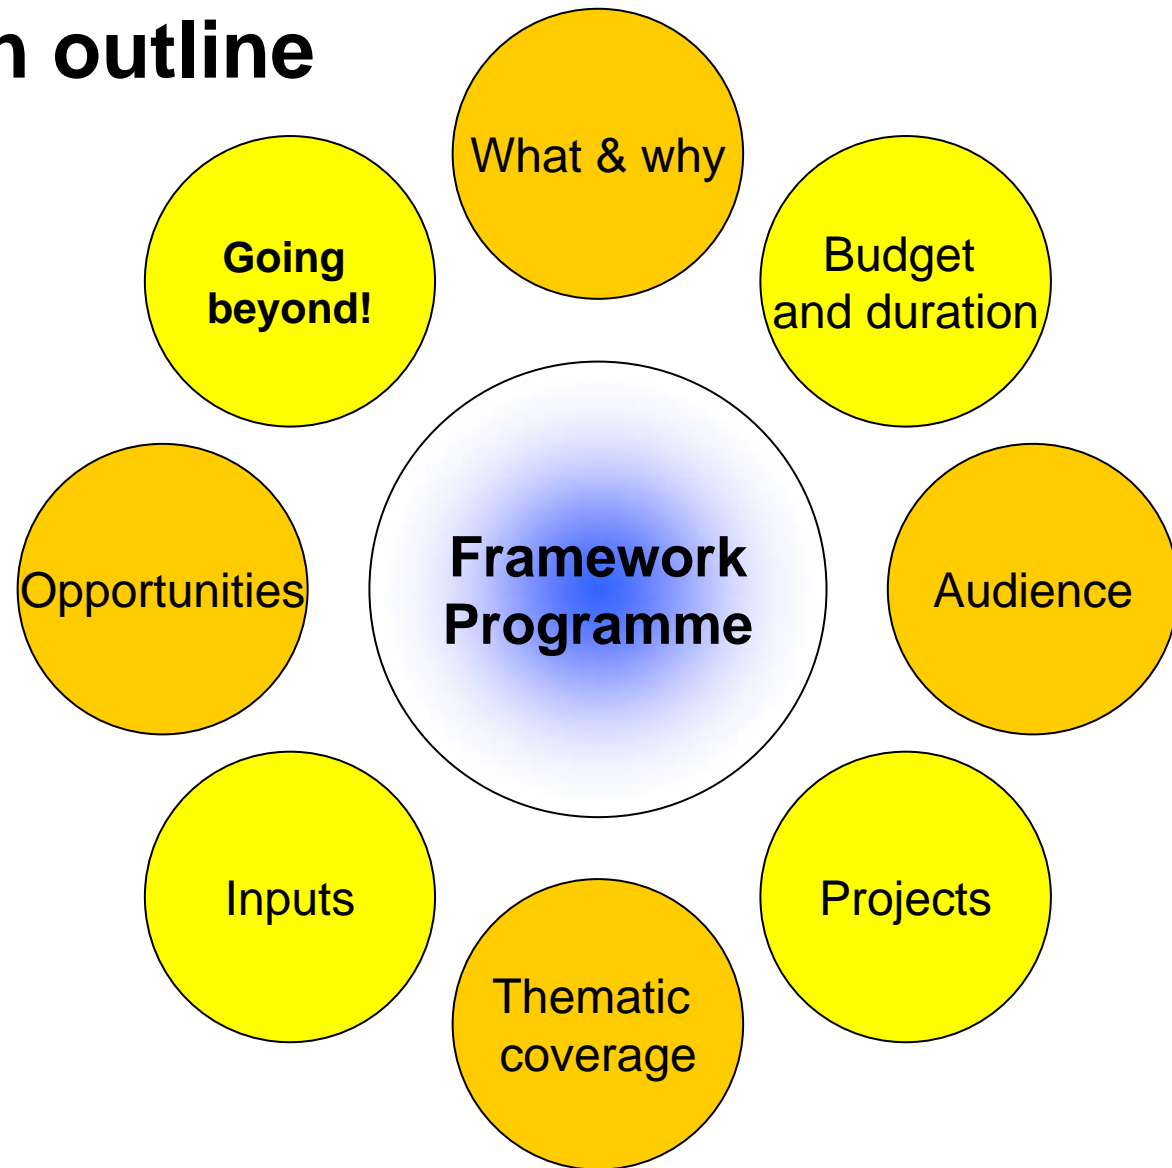 n outline
What & why
Budget
and duration
Audience
Projects
Thematic
coverage
Inputs
Opportunities
Going
beyond!
Framework
Programme